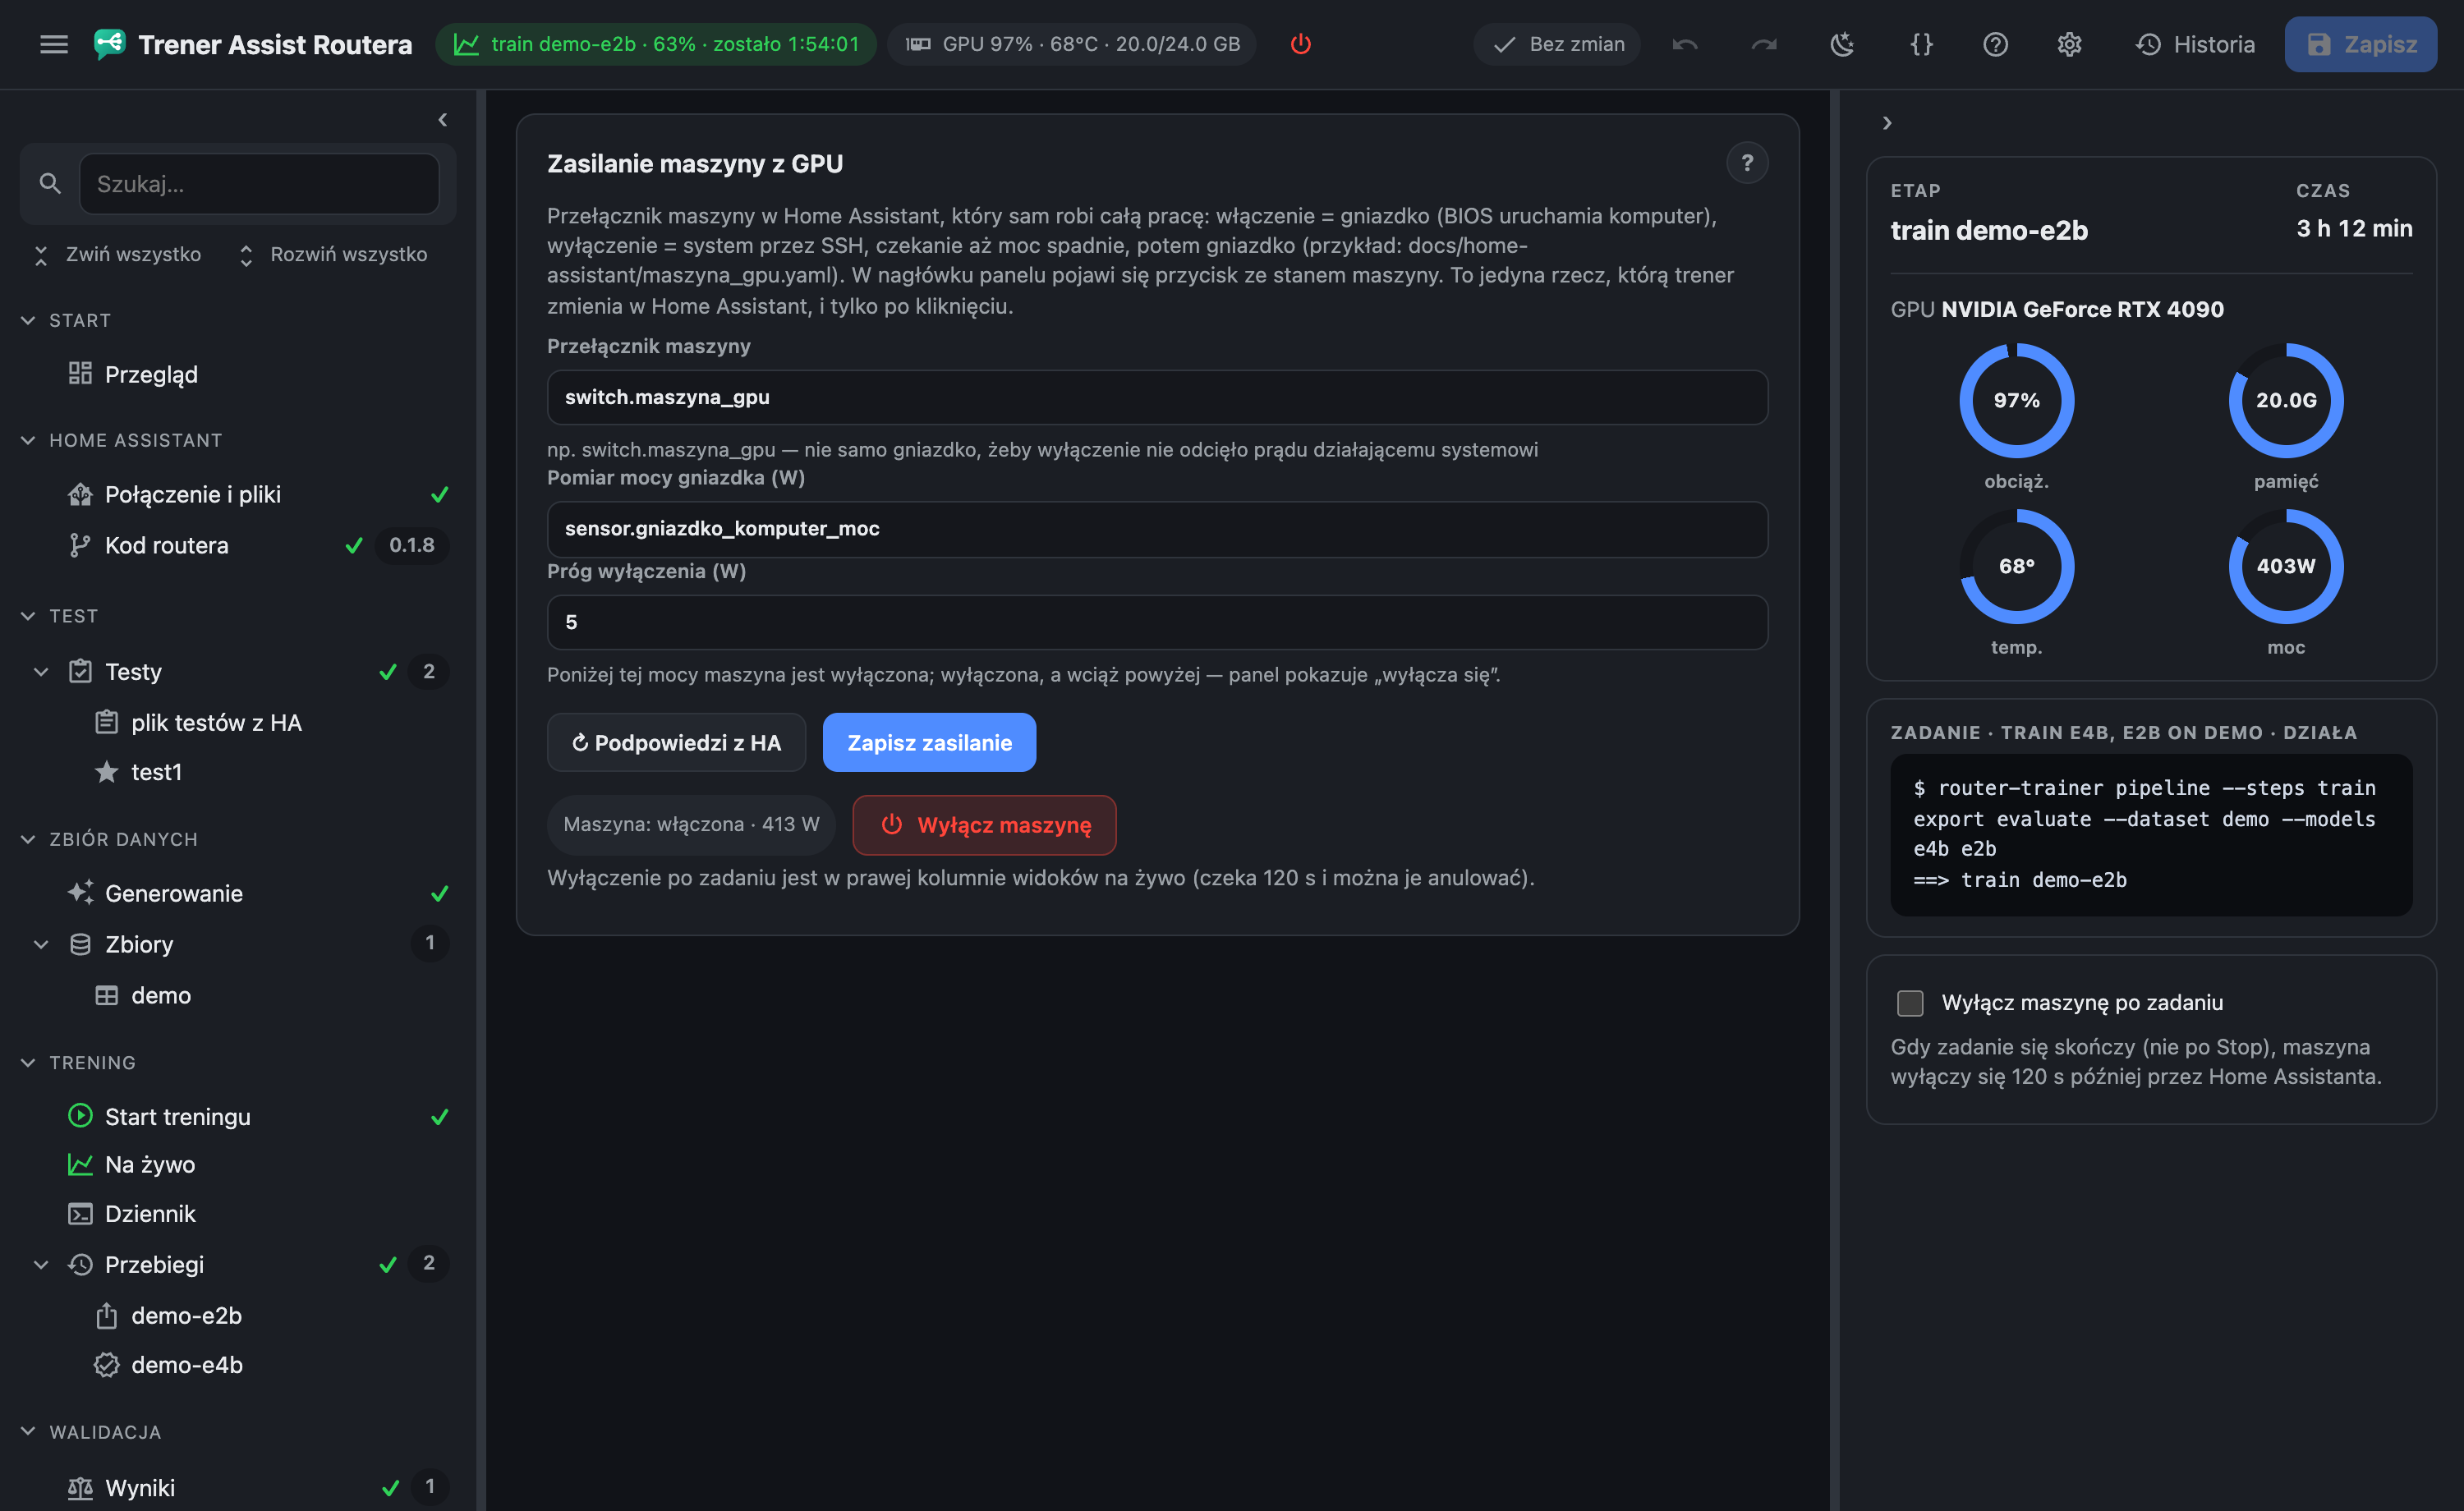 Trener Assist Routera
train demo-e2b · 63% · zostało 1:54:01
GPU 97% · 68°C · 20.0/24.0 GB
Bez zmian
Historia
Zapisz
Szukaj...
Zwiń wszystko
Rozwiń wszystko
START
Przegląd
HOME ASSISTANT
Połączenie i pliki
Kod routera
0.1.8
TEST
Testy
2
plik testów z HA
test1
ZBIÓR DANYCH
Generowanie
Zbiory
1
demo
TRENING
Start treningu
Na żywo
Dziennik
Przebiegi
2
demo-e2b
demo-e4b
WALIDACJA
Wyniki
1
Zasilanie maszyny z GPU
?
Przełącznik maszyny w Home Assistant, który sam robi całą pracę: włączenie = gniazdko (BIOS uruchamia komputer),
wyłączenie = system przez SSH, czekanie aż moc spadnie, potem gniazdko (przykład: docs/home-
assistant/maszyna_gpu.yaml). W nagłówku panelu pojawi się przycisk ze stanem maszyny. To jedyna rzecz, którą trener
zmienia w Home Assistant, i tylko po kliknięciu.
Przełącznik maszyny
switch.maszyna_gpu
np. switch.maszyna_gpu — nie samo gniazdko, żeby wyłączenie nie odcięło prądu działającemu systemowi
Pomiar mocy gniazdka (W)
sensor.gniazdko_komputer_moc
Próg wyłączenia (W)
5
Poniżej tej mocy maszyna jest wyłączona; wyłączona, a wciąż powyżej — panel pokazuje „wyłącza się”.
Podpowiedzi z HA
Zapisz zasilanie
Maszyna: włączona · 413 W
Wyłącz maszynę
Wyłączenie po zadaniu jest w prawej kolumnie widoków na żywo (czeka 120 s i można je anulować).
ETAP
CZAS
train demo-e2b
3 h 12 min
GPU NVIDIA GeForce RTX 4090
97%
20.0G
obciąż.
pamięć
68°
403W
temp.
moc
ZADANIE · TRAIN E4B, E2B ON DEMO · DZIAŁA
$ router-trainer pipeline --steps train
export evaluate --dataset demo --models
e4b e2b
==> train demo-e2b
Wyłącz maszynę po zadaniu
Gdy zadanie się skończy (nie po Stop), maszyna
wyłączy się 120 s później przez Home Assistanta.